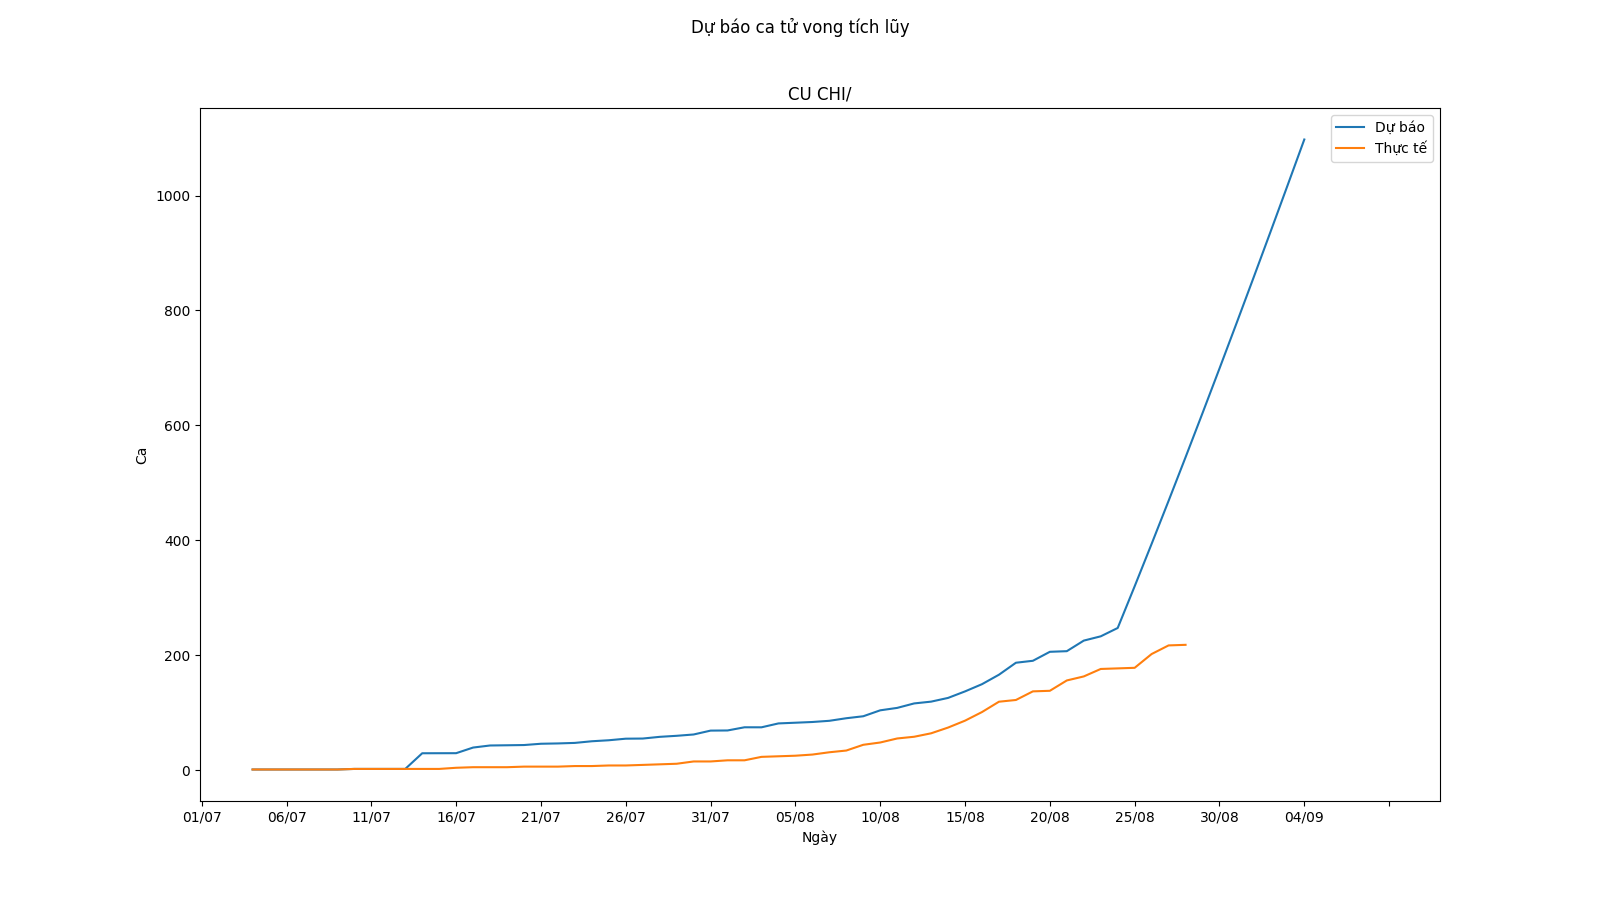 Dự báo ca tử vong tích lũy
CU CHI/
Dự báo
Thực tế
1000
800
600
400
200
0
Ca
01/07 06/07 11/07 16/07 21/07 26/07 31/07 05/08 10/08 15/08 20/08 25/08 30/08 04/09
Ngày